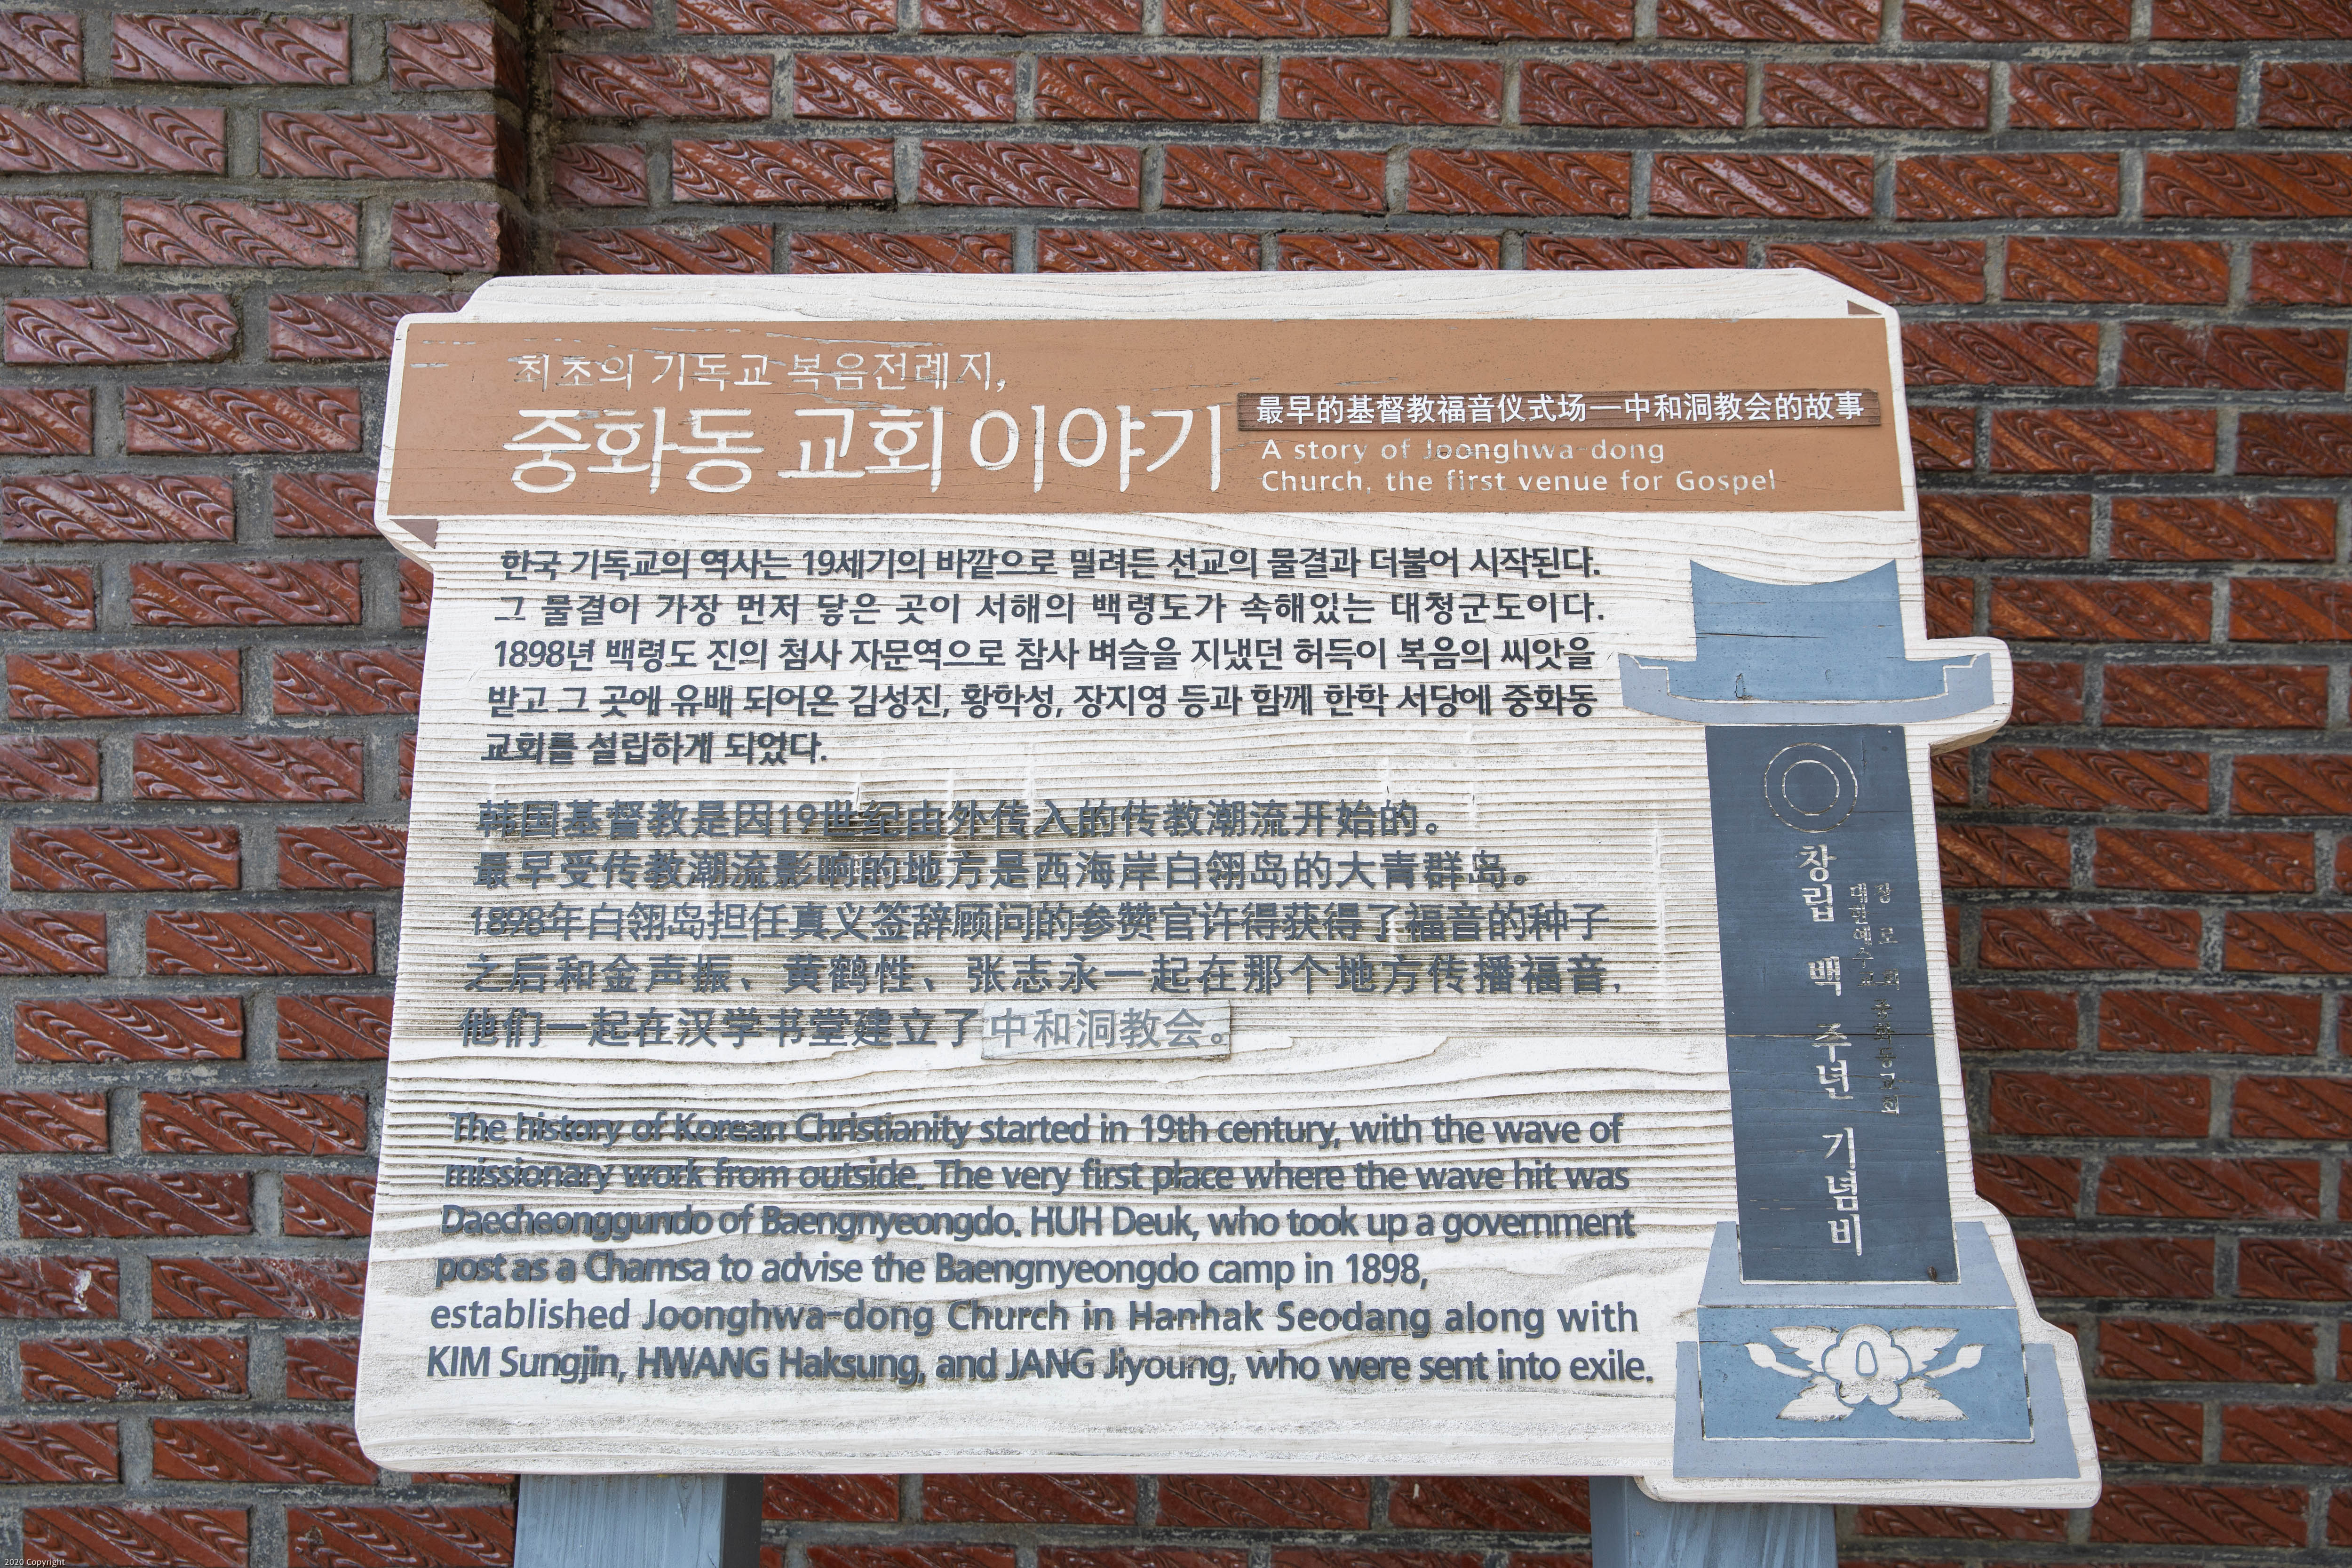 최초의 기독교 복음전례지,
중화동 교회 이야기
最早的基督教福音仪式场—中和洞教会的故事
A story of Joonghwa-dong
Church, the first venue for Gospel
한국 기독교의 역사는 19세기의 바깥으로 밀려든 선교의 물결과 더불어 시작된다.
그 물결이 가장 먼저 닿은 곳이 서해의 백령도가 속해있는 대청군도이다.
1898년 백령도 진의 첨사 자문역으로 참사 벼슬을 지냈던 허득이 복음의 씨앗을
받고 그 곳에 유배 되어온 김성진, 황학성, 장지영 등과 함께 한학 서당에 중화동
교회를 설립하게 되었다.
韩国基督教是因19世纪由外传入的传教潮流开始的。
最早受传教潮流影响的地方是西海岸白翎岛的大青群岛。
1898年白翎岛担任真义签辞顾问的参赞官许得获得了福音的种子
之后和金声振、黄鹤性、张志永一起在那个地方传播福音,
他们一起在汉学书堂建立了中和洞教会。
The history of Korean Christianity started in 19th century, with the wave of
missionary work from outside. The very first place where the wave hit was
Daecheonggundo of Baengnyeongdo. HUH Deuk, who took up a government
post as a Chamsa to advise the Baengnyeongdo camp in 1898,
established Joonghwa-dong Church in Hanhak Seodang along with
KIM Sungjin, HWANG Haksung, and JANG Jiyoung, who were sent into exile.
창립 백 주년 기념비
대한예수교
장로회 중화동교회
2020 Copyright